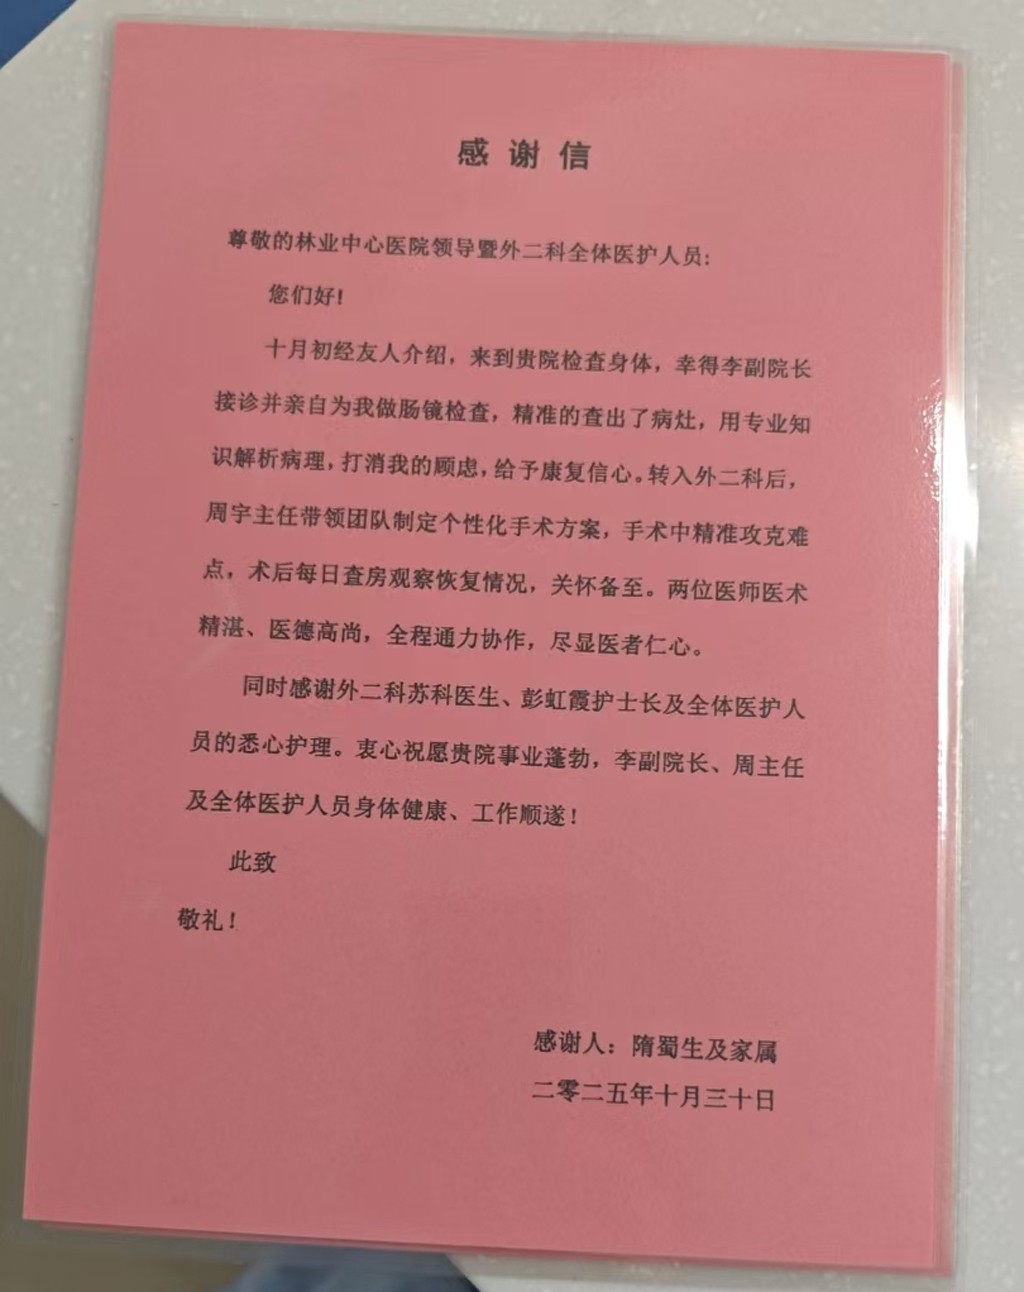 感谢信
尊敬的林业中心医院领导暨外二科全体医护人员:
您们好!
十月初经友人介绍，来到贵院检查身体，幸得李副院长
接诊并亲自为我做肠镜检查，精准的查出了病灶，用专业知
识解析病理，打消我的顾虑，给予康复信心。转入外二科后，
周宇主任带领团队制定个性化手术方案，手术中精准攻克难
点，术后每日查房观察恢复情况，关怀备至。两位医师医术
精湛、医德高尚，全程通力协作，尽显医者仁心。
同时感谢外二科苏科医生、彭虹霞护士长及全体医护人
员的悉心护理。衷心祝愿贵院事业蓬勃，李副院长、周主任
及全体医护人员身体健康、工作顺遂!
此致
敬礼!
感谢人：隋蜀生及家属
二零二五年十月三十日